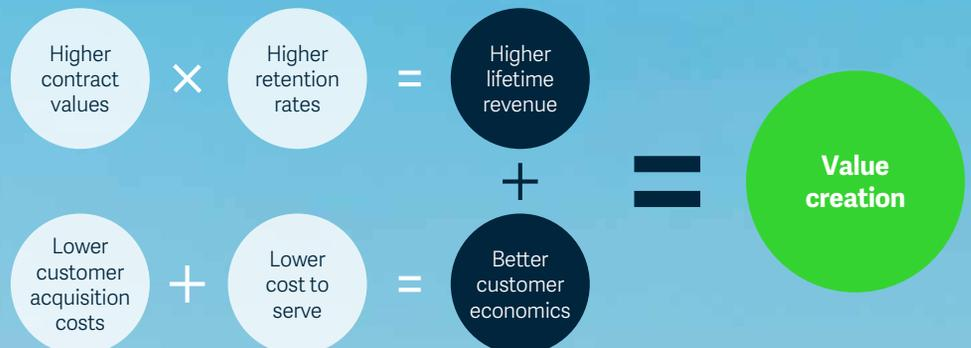 Higher
contract
values
×
Higher
retention
rates
=
Higher
lifetime
revenue
+
Lower
customer
acquisition
costs
+
Lower
cost to
serve
=
Better
customer
economics
=
Value
creation